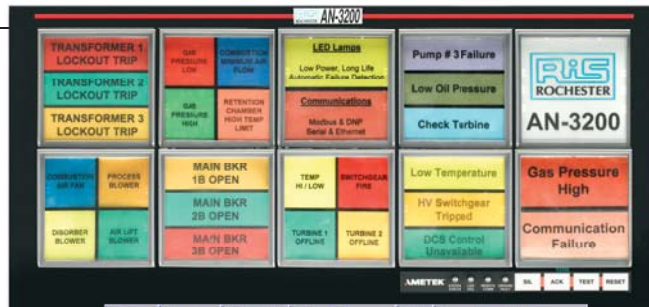 RiS ROCHESTER AN-3200
TRANSFORMER 1
LOCKOUT TRIP
TRANSFORMER 2
LOCKOUT TRIP
TRANSFORMER 3
LOCKOUT TRIP
GAS
PRESSURE
LOW
COMBUSTION
MINIMUM AIR
FLOW
GAS
PRESSURE
HIGH
RETENTION
CHAMBER
HIGH TEMP
LIMIT
LED Lamps
Low Power, Long Life
Automatic Failure Detection
Communications
Modbus & DNP
Serial & Ethernet
Pump # 3 Failure
Low Oil Pressure
Check Turbine
RiS
ROCHESTER
AN-3200
COMBUSTION
AIR FAN
PROCESS
BLOWER
DISORBER
BLOWER
AIR LIFT
BLOWER
MAIN BKR
1B OPEN
MAIN BKR
2B OPEN
MAIN BKR
3B OPEN
TEMP
HI / LOW
SWITCHGEAR
FIRE
TURBINE 1
OFFLINE
TURBINE 2
OFFLINE
Low Temperature
HV Switchgear
Tripped
DCS Control
Unavailable
Gas Pressure
High
Communication
Failure
AMETEK
SIL ACK TEST RESET